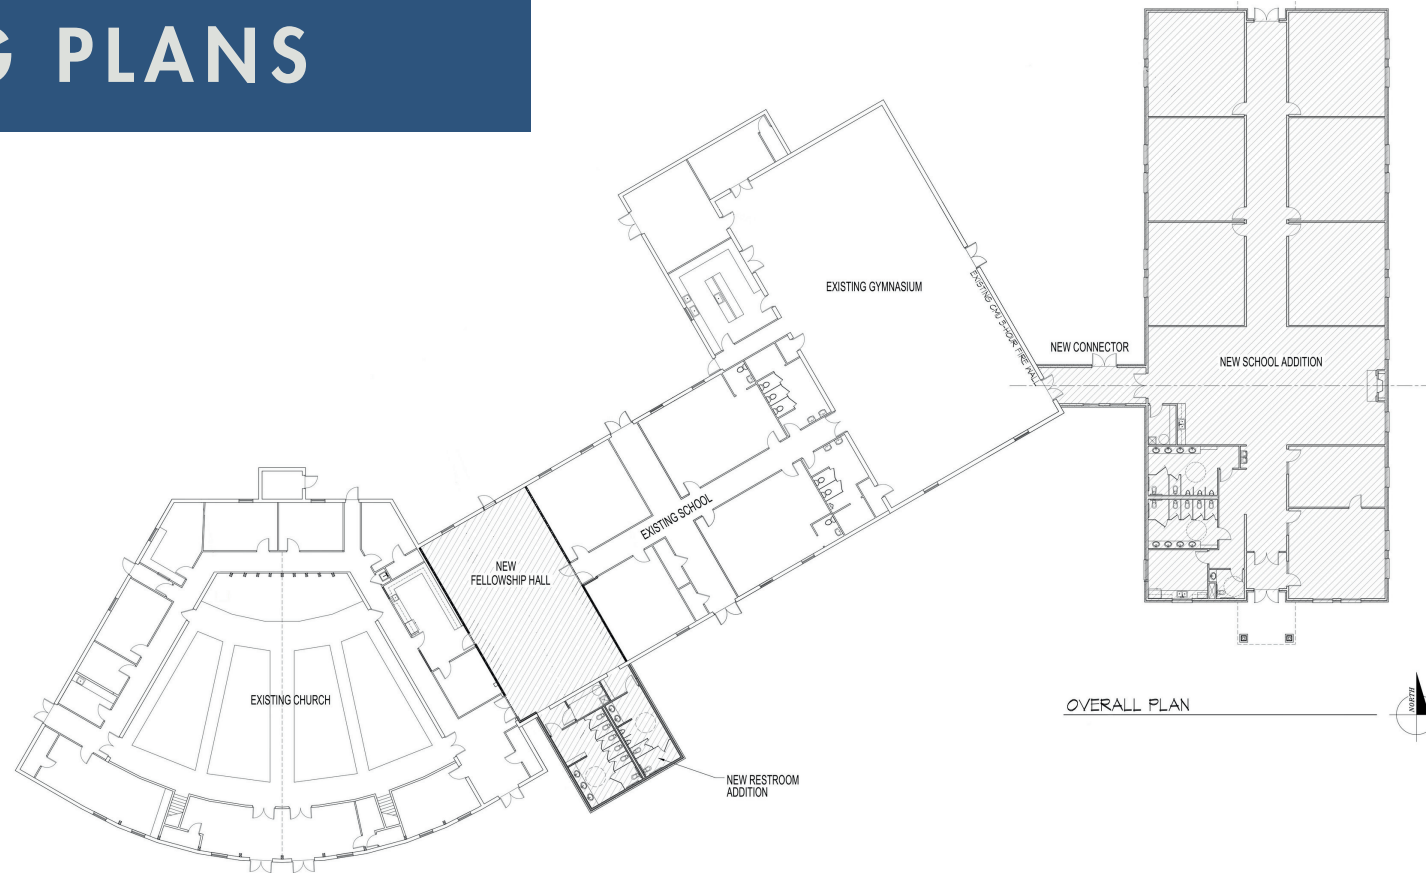 G PLANS
EXISTING GYMNASIUM
EXISTING CMU 3-HOUR FIRE WALL
NEW CONNECTOR
NEW SCHOOL ADDITION
EXISTING SCHOOL
NEW
FELLOWSHIP HALL
EXISTING CHURCH
OVERALL PLAN
NORTH
NEW RESTROOM
ADDITION